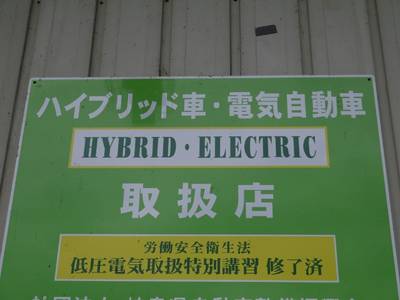 ハイブリッド車・電気自動車
HYBRID・ELECTRIC
取扱店
労働安全衛生法
低圧電気取扱特別講習 修了済